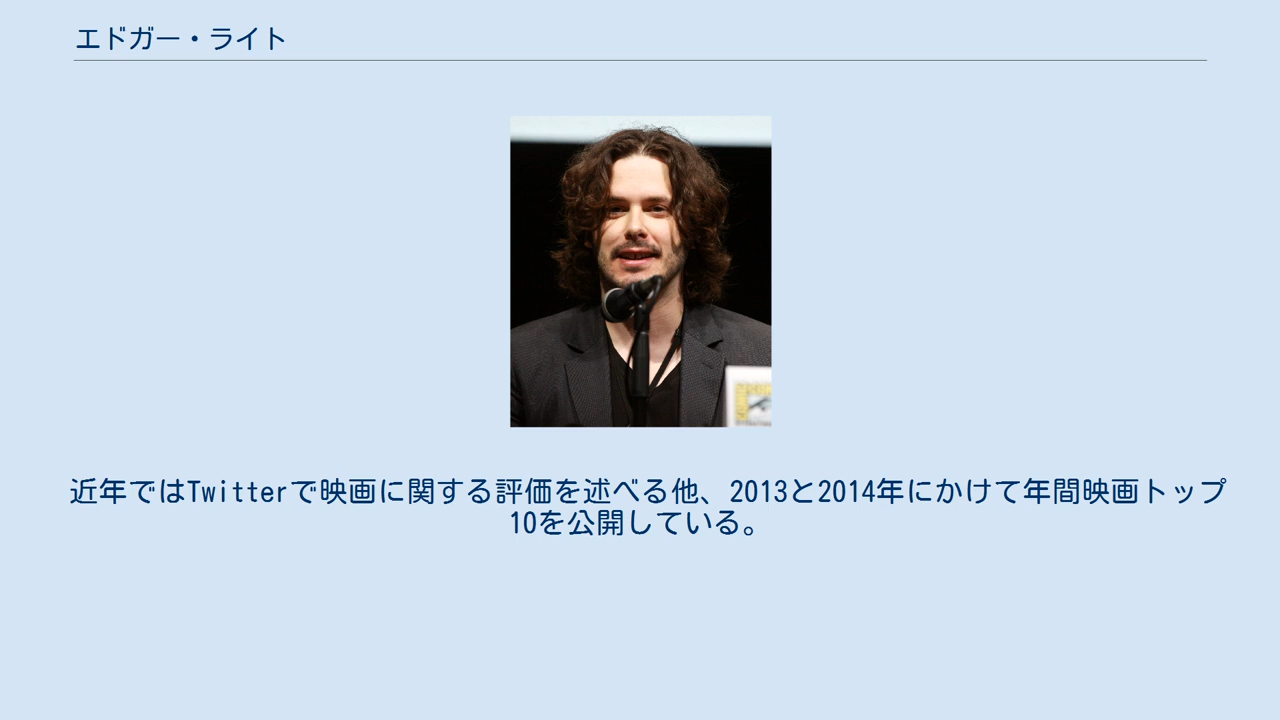 エドガー・ライト
近年ではTwitterで映画に関する評価を述べる他、2013と2014年にかけて年間映画トップ
10を公開している。